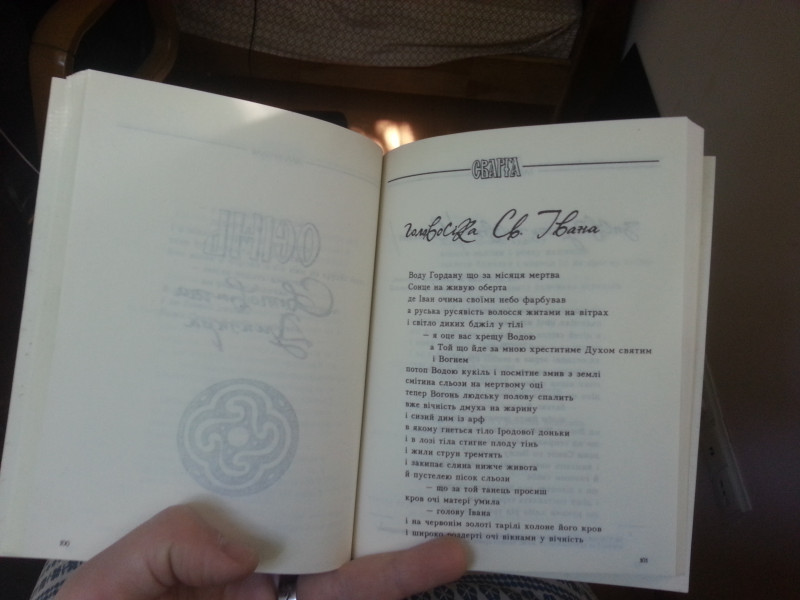 СВАРГА
головосіка Св. Івана
Воду Йордану що за місяця мертва
Сонце на живую оберта
де Іван очима своїми небо фарбував
а руська русявість волосся житами на вітрах
і світло диких бджіл у тілі
– я оце вас хрещу Водою
а Той що йде за мною хреститиме Духом святим
і Вогнем
потоп Водою кукіль і посмітне змив з землі
смітина сльози на мертвому оці
тепер Вогонь людську полову спалить
вже вічність дмуха на жарину
і сизий дим із арф
в якому гнеться тіло Іродової доньки
і в лозі тіла стигне плоду тінь
і жили струн тремтять
і закипає слина нижче живота
й пустелею пісок сльози
– що за той танець просиш
кров очі матері умила
– голову Івана
і на червонім золоті тарілі холоне його кров
і широко роздерті очі вікнами у вічність